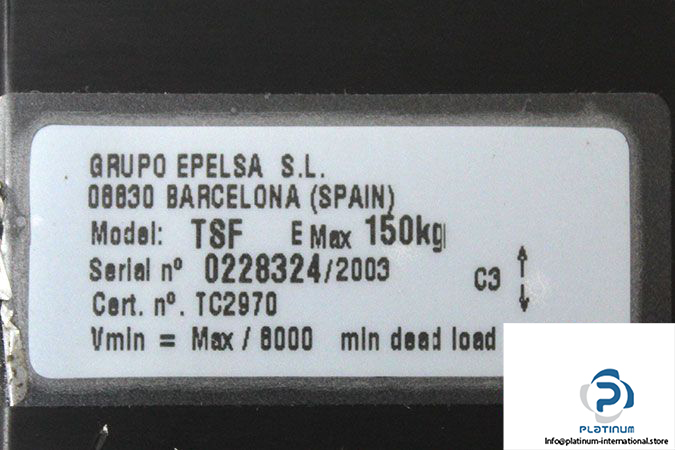 GRUPO EPELSA S.L.
08830 BARCELONA (SPAIN)
Model: TSF E Max 150kg
Serial nº 0228324/2003
C3
Cert. nº. TC2970
Vmin = Max / 8000 min dead load
PLATINUM
Info@platinum-international.store